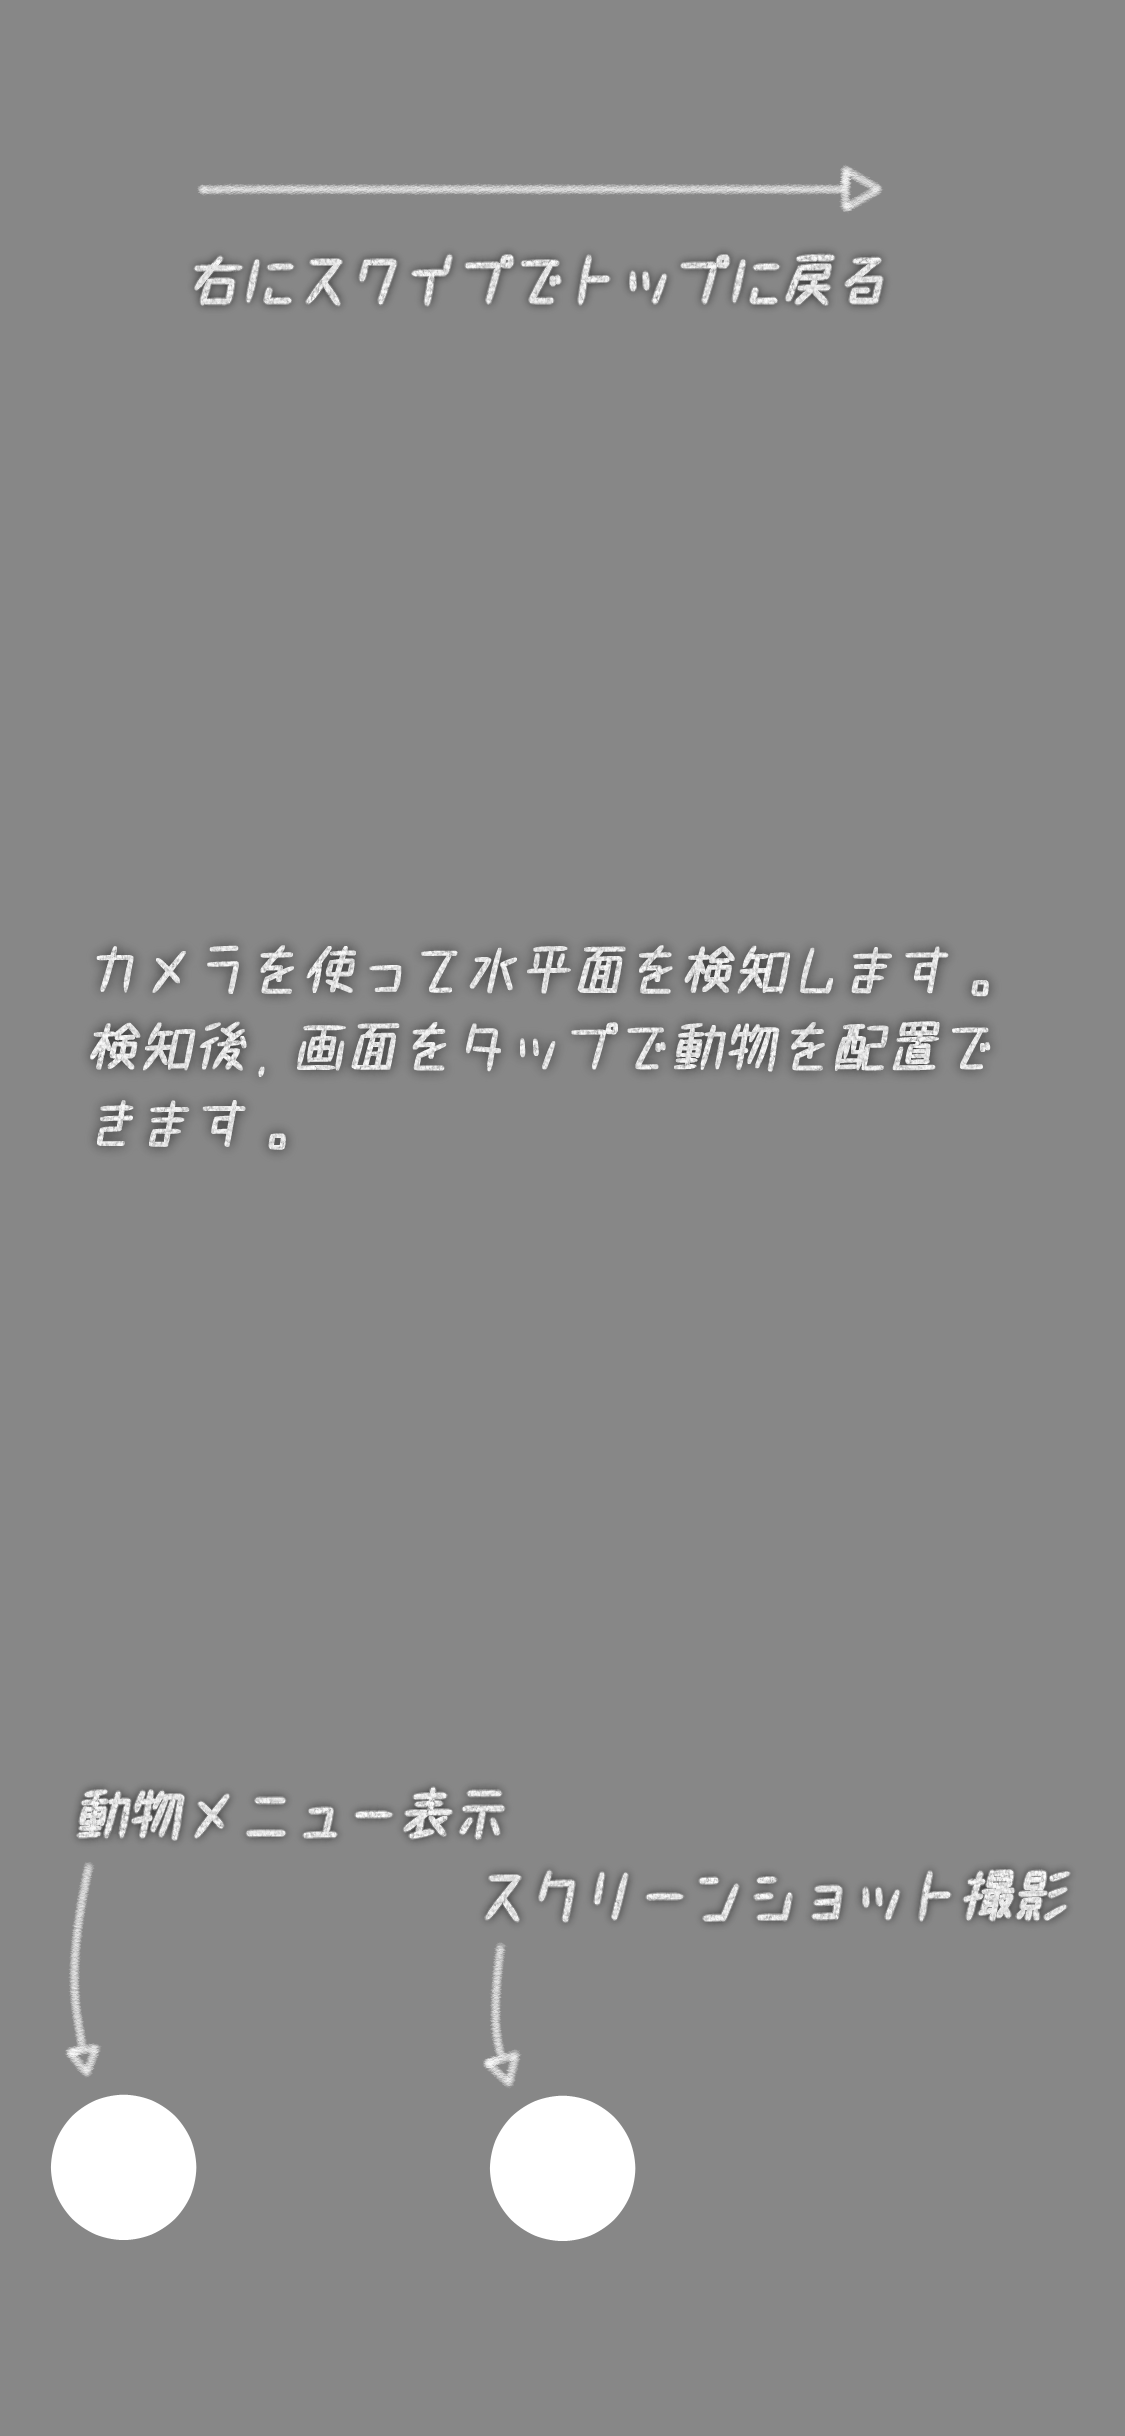 右にスワイプでトップに戻る
カメラを使って水平面を検知します。
検知後, 画面をタップで動物を配置で
きます。
動物メニュー表示
スクリーンショット撮影